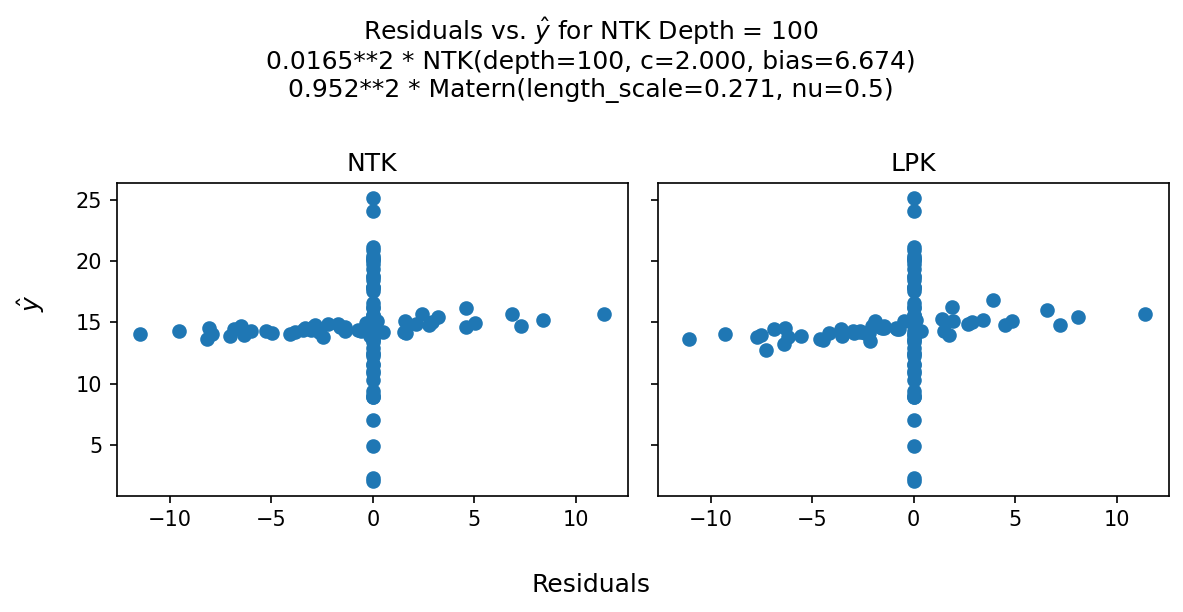 Residuals vs. ŷ for NTK Depth = 100
0.0165**2 * NTK(depth=100, c=2.000, bias=6.674)
0.952**2 * Matern(length_scale=0.271, nu=0.5)
NTK
LPK
25
20
15
10
5
ŷ
−10 −5 0 5 10
−10 −5 0 5 10
Residuals